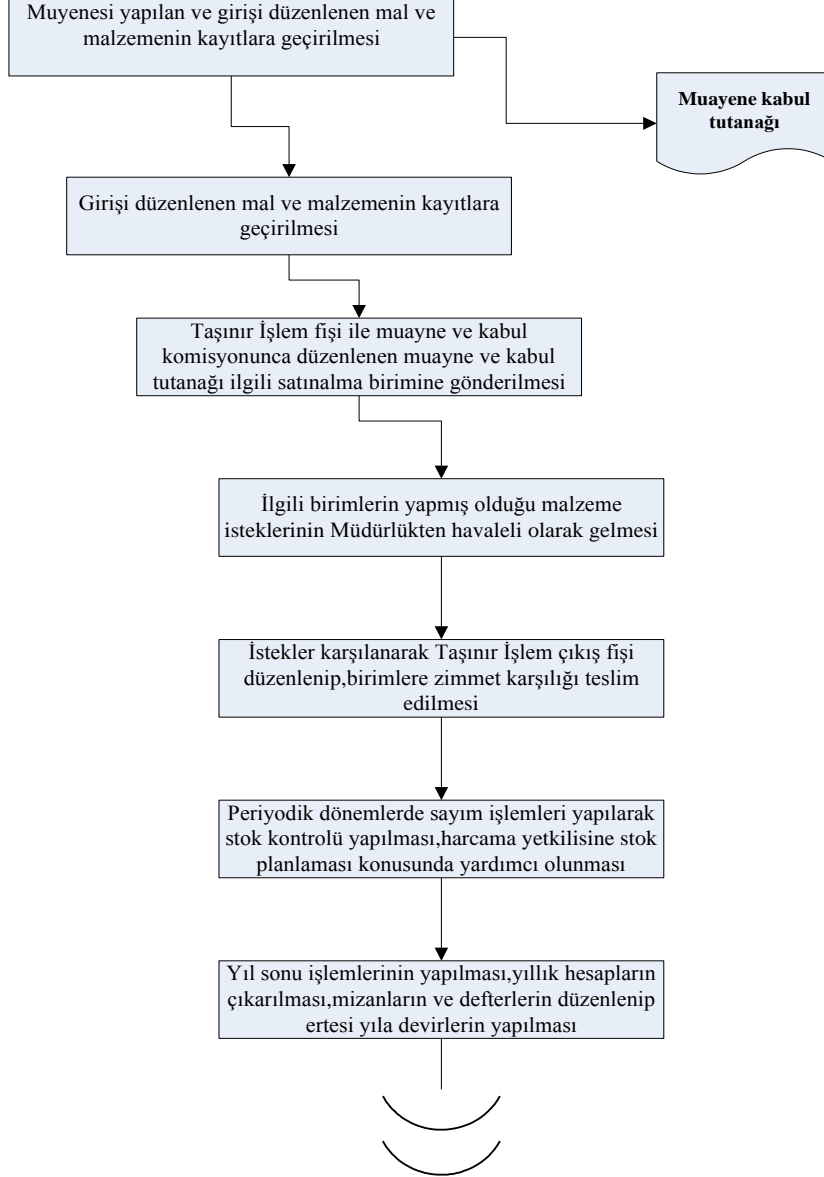 Muyenesi yapılan ve girişi düzenlenen mal ve
malzemenin kayıtlara geçirilmesi
Muayene kabul
tutanağı
Girişi düzenlenen mal ve malzemenin kayıtlara
geçirilmesi
Taşınır İşlem fişi ile muayne ve kabul
komisyonunca düzenlenen muayne ve kabul
tutanağı ilgili satınalma birimine gönderilmesi
İlgili birimlerin yapmış olduğu malzeme
isteklerinin Müdürlükten havaleli olarak gelmesi
İstekler karşılanarak Taşınır İşlem çıkış fişi
düzenlenip,birimlere zimmet karşılığı teslim
edilmesi
Periyodik dönemlerde sayım işlemleri yapılarak
stok kontrolü yapılması,harcama yetkilisine stok
planlaması konusunda yardımcı olunması
Yıl sonu işlemlerinin yapılması,yıllık hesapların
çıkarılması,mizanların ve defterlerin düzenlenip
ertesi yıla devirlerin yapılması